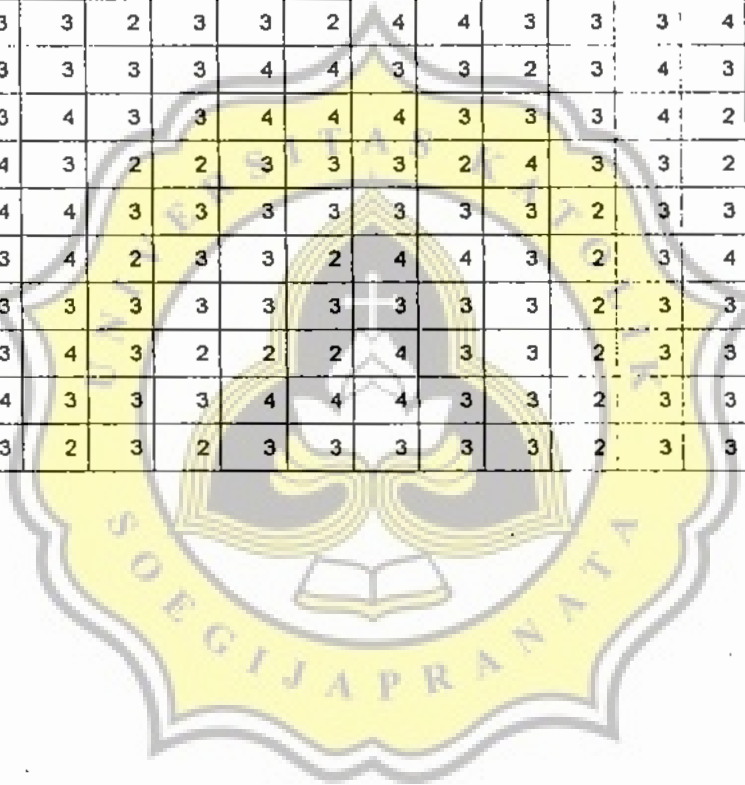 3 3 2 3 3 2 4 4 3 3 3 4
3 3 3 3 4 4 3 3 2 3 4 3
3 4 3 3 4 4 4 3 3 3 4 2
4 3 2 2 3 3 3 2 4 3 3 2
4 4 3 3 3 3 3 3 3 2 3 3
3 4 2 3 3 2 4 4 3 2 3 4
3 3 3 3 3 3 3 3 3 2 3 3
3 4 3 2 2 2 4 3 3 2 3 3
4 3 3 3 4 4 4 3 3 2 3 3
3 2 3 2 3 3 3 3 3 2 3 3
UNIVERSITAS KATOLIK
SOEGIJAPRANATA